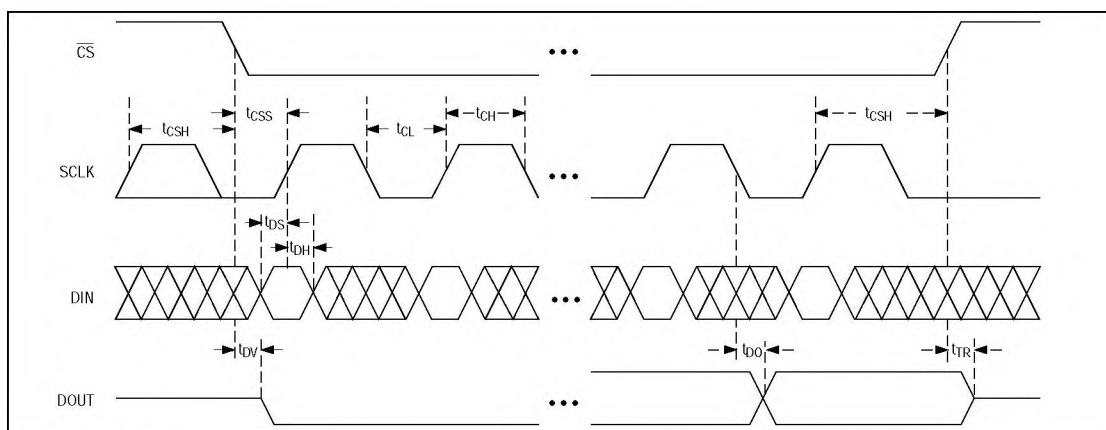 CS
tCSH
tCSS
tCL
tCH
tCSH
SCLK
tDS
tDH
DIN
tDV
tDO
tTR
DOUT